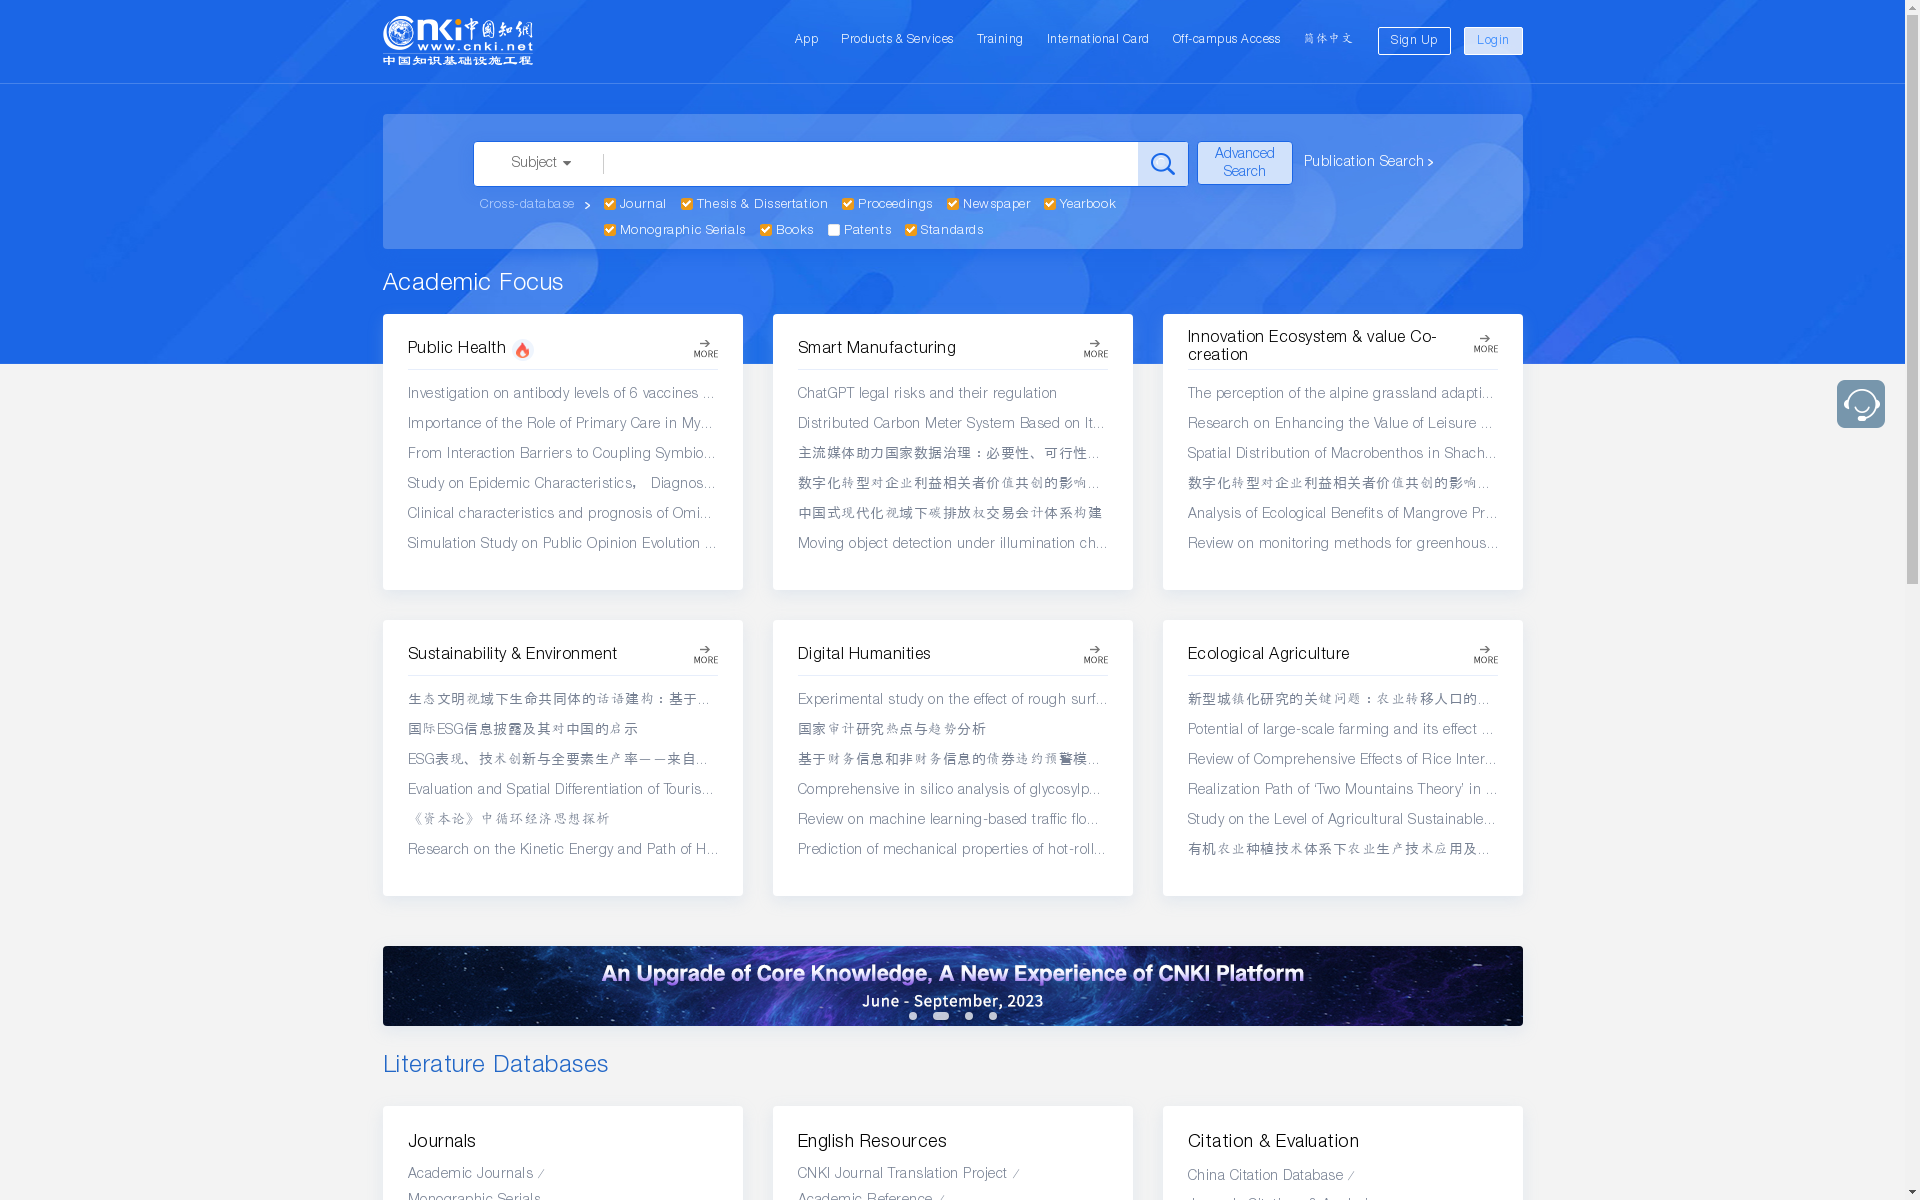 cnki中国知网
www.cnki.net
中国知识基础设施工程
App Products & Services Training International Card Off-campus Access 简体中文 Sign Up Login
Subject
Advanced Search
Publication Search
Cross-database
Journal Thesis & Dissertation Proceedings Newspaper Yearbook
Monographic Serials Books Patents Standards
Academic Focus
Public Health
MORE
Investigation on antibody levels of 6 vaccines ...
Importance of the Role of Primary Care in My...
From Interaction Barriers to Coupling Symbio...
Study on Epidemic Characteristics， Diagnos...
Clinical characteristics and prognosis of Omi...
Simulation Study on Public Opinion Evolution ...
Smart Manufacturing
MORE
ChatGPT legal risks and their regulation
Distributed Carbon Meter System Based on It...
主流媒体助力国家数据治理：必要性、可行性...
数字化转型对企业利益相关者价值共创的影响...
中国式现代化视域下碳排放权交易会计体系构建
Moving object detection under illumination ch...
Innovation Ecosystem & value Co-
creation
MORE
The perception of the alpine grassland adapti...
Research on Enhancing the Value of Leisure ...
Spatial Distribution of Macrobenthos in Shach...
数字化转型对企业利益相关者价值共创的影响...
Analysis of Ecological Benefits of Mangrove Pr...
Review on monitoring methods for greenhous...
Sustainability & Environment
MORE
生态文明视域下生命共同体的话语建构：基于...
国际ESG信息披露及其对中国的启示
ESG表现、技术创新与全要素生产率——来自...
Evaluation and Spatial Differentiation of Touris...
《资本论》中循环经济思想探析
Research on the Kinetic Energy and Path of H...
Digital Humanities
MORE
Experimental study on the effect of rough surf...
国家审计研究热点与趋势分析
基于财务信息和非财务信息的债券违约预警模...
Comprehensive in silico analysis of glycosylp...
Review on machine learning-based traffic flo...
Prediction of mechanical properties of hot-roll...
Ecological Agriculture
MORE
新型城镇化研究的关键问题：农业转移人口的...
Potential of large-scale farming and its effect ...
Review of Comprehensive Effects of Rice Inter...
Realization Path of ‘Two Mountains Theory’ in ...
Study on the Level of Agricultural Sustainable...
有机农业种植技术体系下农业生产技术应用及...
An Upgrade of Core Knowledge, A New Experience of CNKI Platform
June - September, 2023
Literature Databases
Journals
Academic Journals /
Monographic Serials
English Resources
CNKI Journal Translation Project /
Academic Reference /
Citation & Evaluation
China Citation Database /